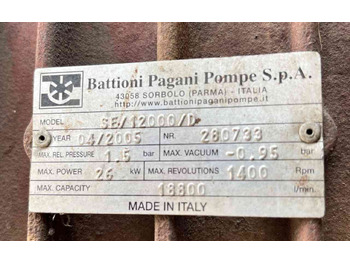 Battioni Pagani Pompe S.p.A.
43058 SORBOLO (PARMA) - ITALIA
http://www.battionipaganipompe.it
MODEL SE/12000/D
YEAR 04/2005 NR. 280733
MAX. REL. PRESSURE 1.5 bar MAX. VACUUM -0.95 bar
MAX. POWER 26 kW MAX. REVOLUTIONS 1400 Rpm
MAX. CAPACITY 18800 l/min
MADE IN ITALY